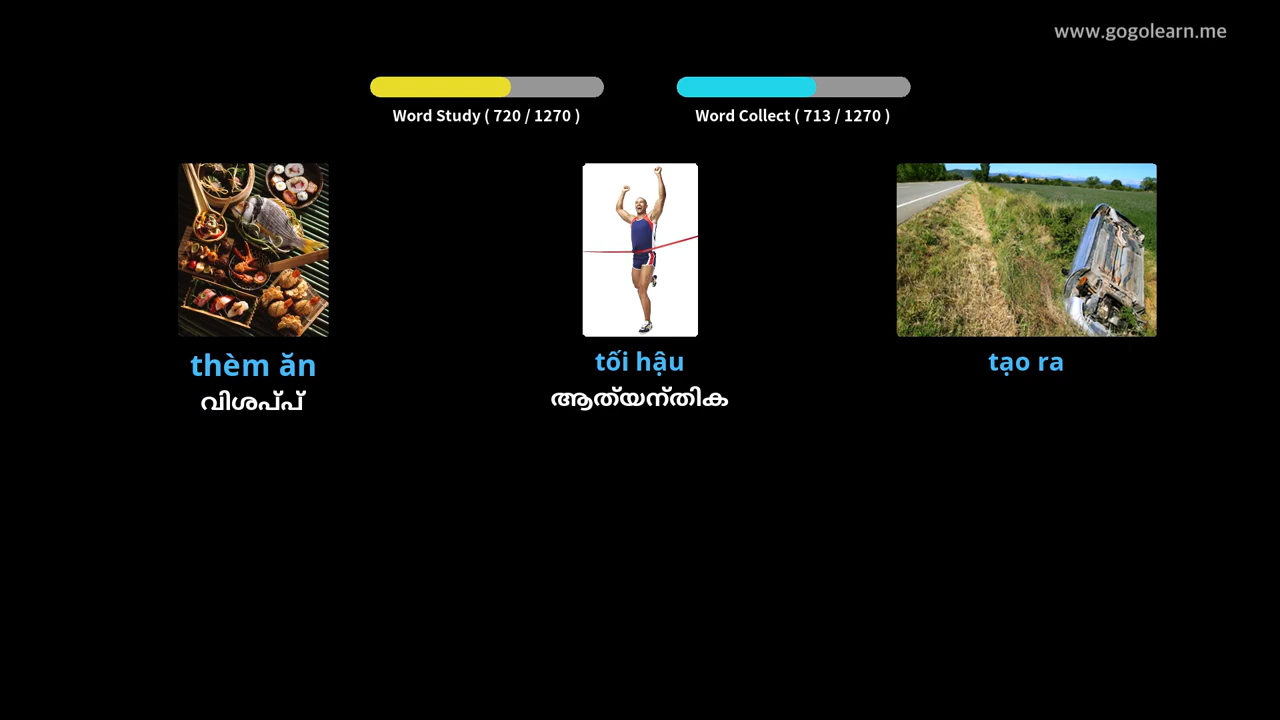 www.gogolearn.me
Word Study ( 720 / 1270 )
Word Collect ( 713 / 1270 )
thèm ăn
വിശപ്പ്
tối hậu
ആത്യന്തിക
tạo ra